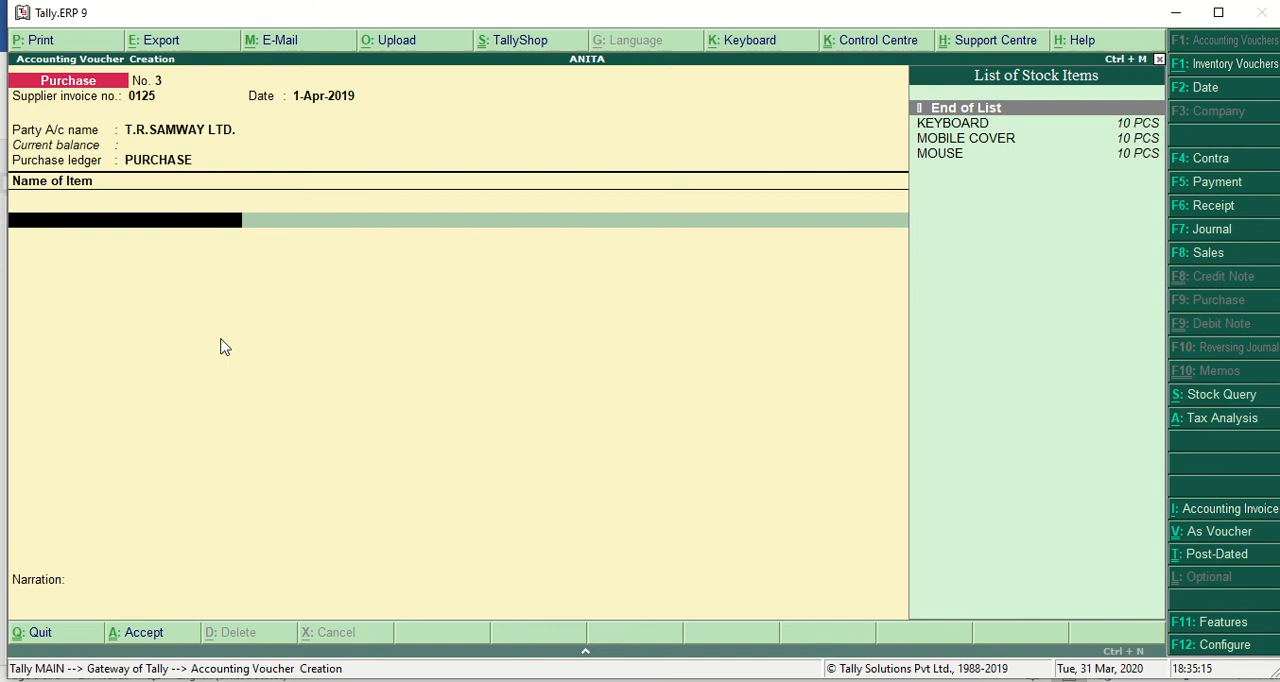 Tally.ERP 9
P: Print E: Export M: E-Mail O: Upload S: TallyShop G: Language K: Keyboard K: Control Centre H: Support Centre H: Help
Accounting Voucher Creation ANITA Ctrl + M
Purchase No. 3
Supplier invoice no.: 0125 Date : 1-Apr-2019
Party A/c name : T.R.SAMWAY LTD.
Current balance :
Purchase ledger : PURCHASE
Name of Item
Narration:
List of Stock Items
End of List
KEYBOARD 10 PCS
MOBILE COVER 10 PCS
MOUSE 10 PCS
F1: Accounting Vouchers
F1: Inventory Vouchers
F2: Date
F3: Company
F4: Contra
F5: Payment
F6: Receipt
F7: Journal
F8: Sales
F8: Credit Note
F9: Purchase
F9: Debit Note
F10: Reversing Journal
F10: Memos
S: Stock Query
A: Tax Analysis
I: Accounting Invoice
V: As Voucher
T: Post-Dated
L: Optional
F11: Features
F12: Configure
Q: Quit A: Accept D: Delete X: Cancel
Ctrl + N
Tally MAIN --> Gateway of Tally --> Accounting Voucher Creation © Tally Solutions Pvt Ltd., 1988-2019 Tue, 31 Mar, 2020 18:35:15